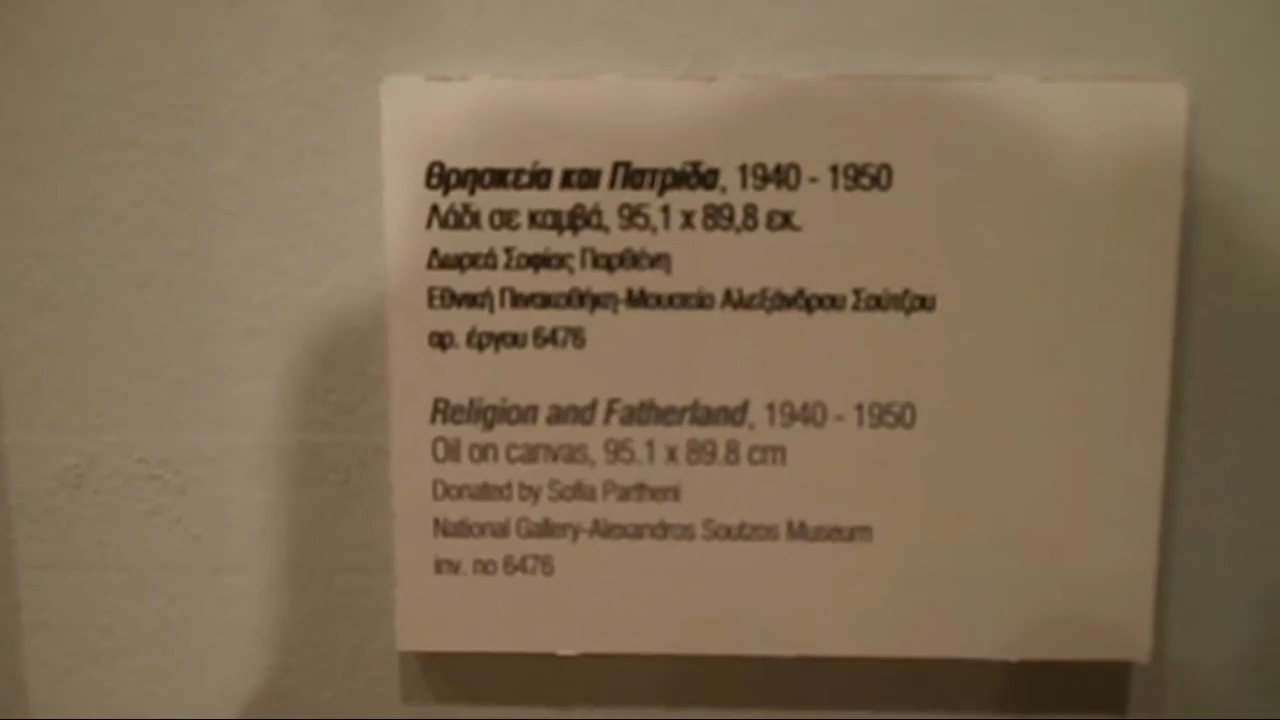 Θρησκεία και Πατρίδα, 1940 - 1950
Λάδι σε καμβά, 95,1 x 89,8 εκ.
Δωρεά Σοφίας Παρθένη
Εθνική Πινακοθήκη-Μουσείο Αλεξάνδρου Σούτζου
αρ. έργου 6476
Religion and Fatherland, 1940 - 1950
Oil on canvas, 95.1 x 89.8 cm
Donated by Sofia Partheni
National Gallery-Alexandros Soutzos Museum
inv. no 6476